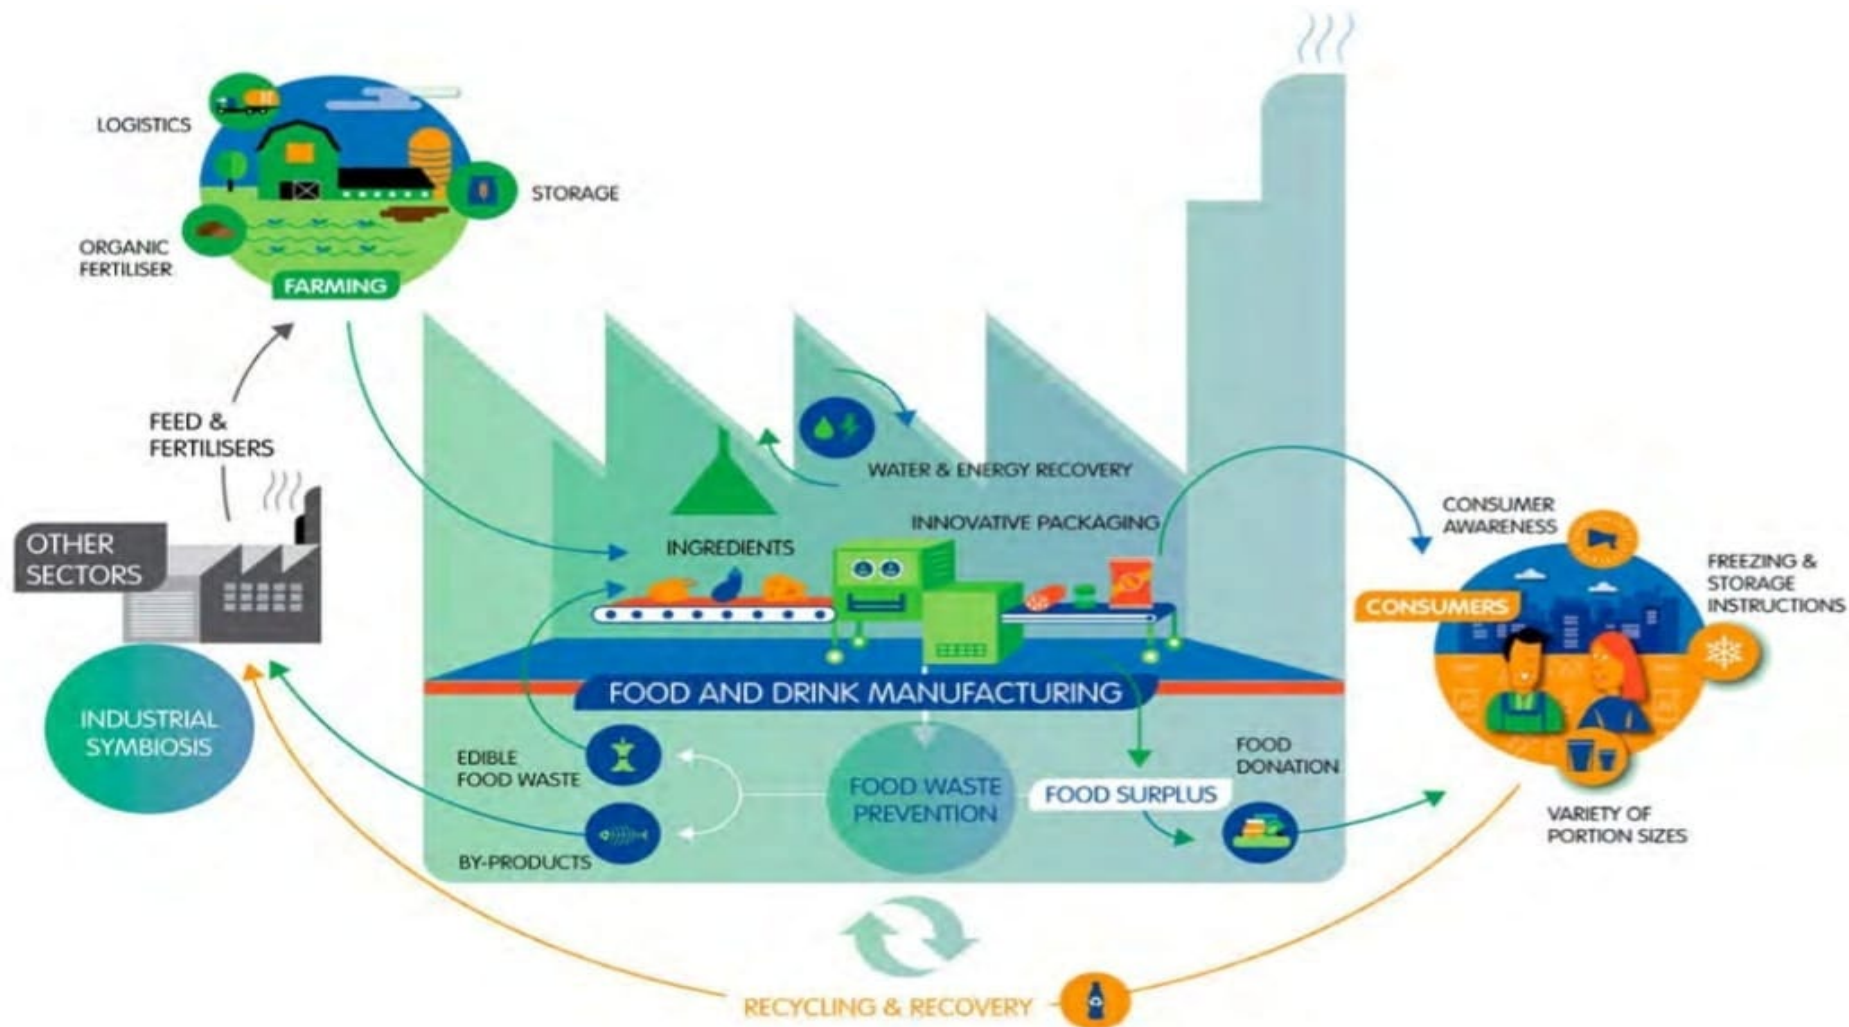 LOGISTICS
STORAGE
ORGANIC
FERTILISER
FARMING
FEED &
FERTILISERS
OTHER
SECTORS
INDUSTRIAL
SYMBIOSIS
WATER & ENERGY RECOVERY
INNOVATIVE PACKAGING
INGREDIENTS
FOOD AND DRINK MANUFACTURING
EDIBLE
FOOD WASTE
BY-PRODUCTS
FOOD WASTE
PREVENTION
FOOD SURPLUS
FOOD
DONATION
CONSUMER
AWARENESS
CONSUMERS
FREEZING &
STORAGE
INSTRUCTIONS
VARIETY OF
PORTION SIZES
RECYCLING & RECOVERY